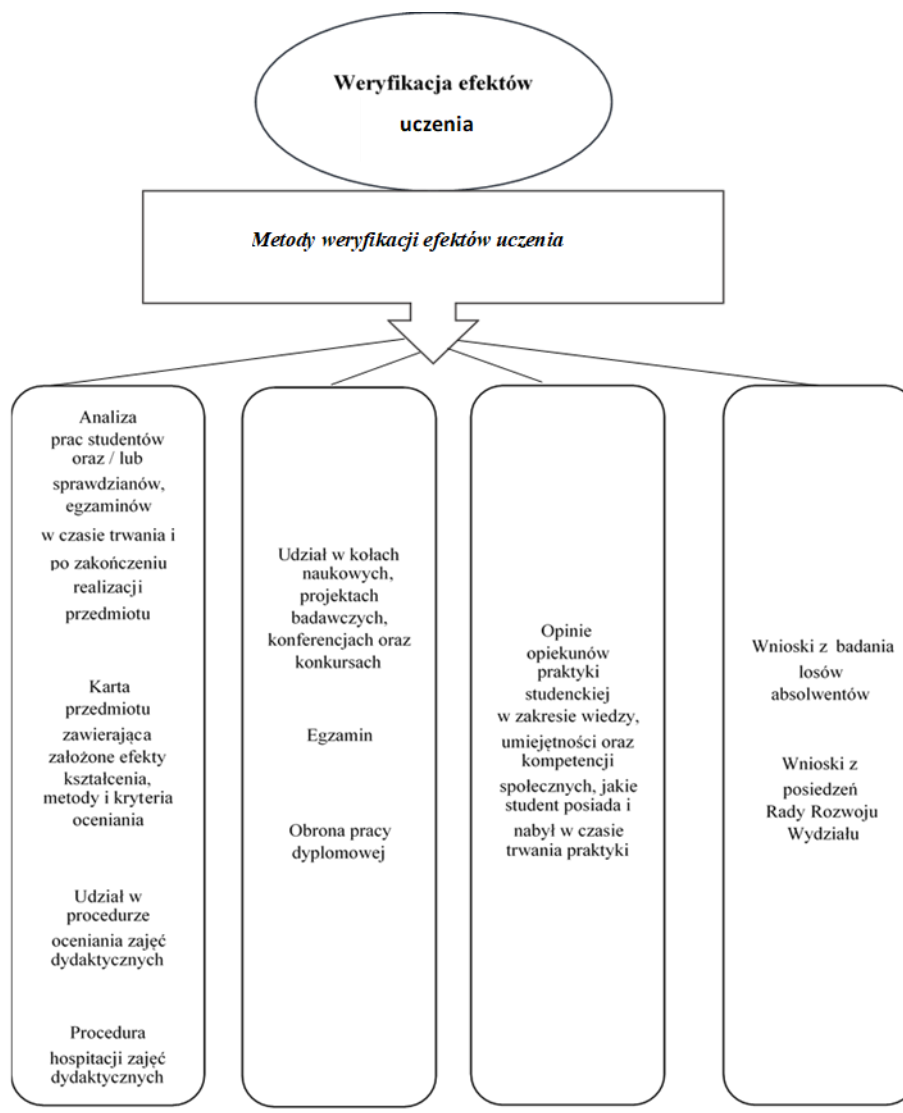 Weryfikacja efektów
uczenia
Metody weryfikacji efektów uczenia
Analiza
prac studentów
oraz / lub
sprawdzianów,
egzaminów
w czasie trwania i
po zakończeniu
realizacji
przedmiotu
Karta
przedmiotu
zawierająca
założone efekty
kształcenia,
metody i kryteria
oceniania
Udział w
procedurze
oceniania zajęć
dydaktycznych
Procedura
hospitacji zajęć
dydaktycznych
Udział w kołach
naukowych,
projektach
badawczych,
konferencjach oraz
konkursach
Egzamin
Obrona pracy
dyplomowej
Opinie
opiekunów
praktyki
studenckiej
w zakresie wiedzy,
umiejętności oraz
kompetencji
społecznych, jakie
student posiada i
nabył w czasie
trwania praktyki
Wnioski z badania
losów
absolwentów
Wnioski z
posiedzeń
Rady Rozwoju
Wydziału